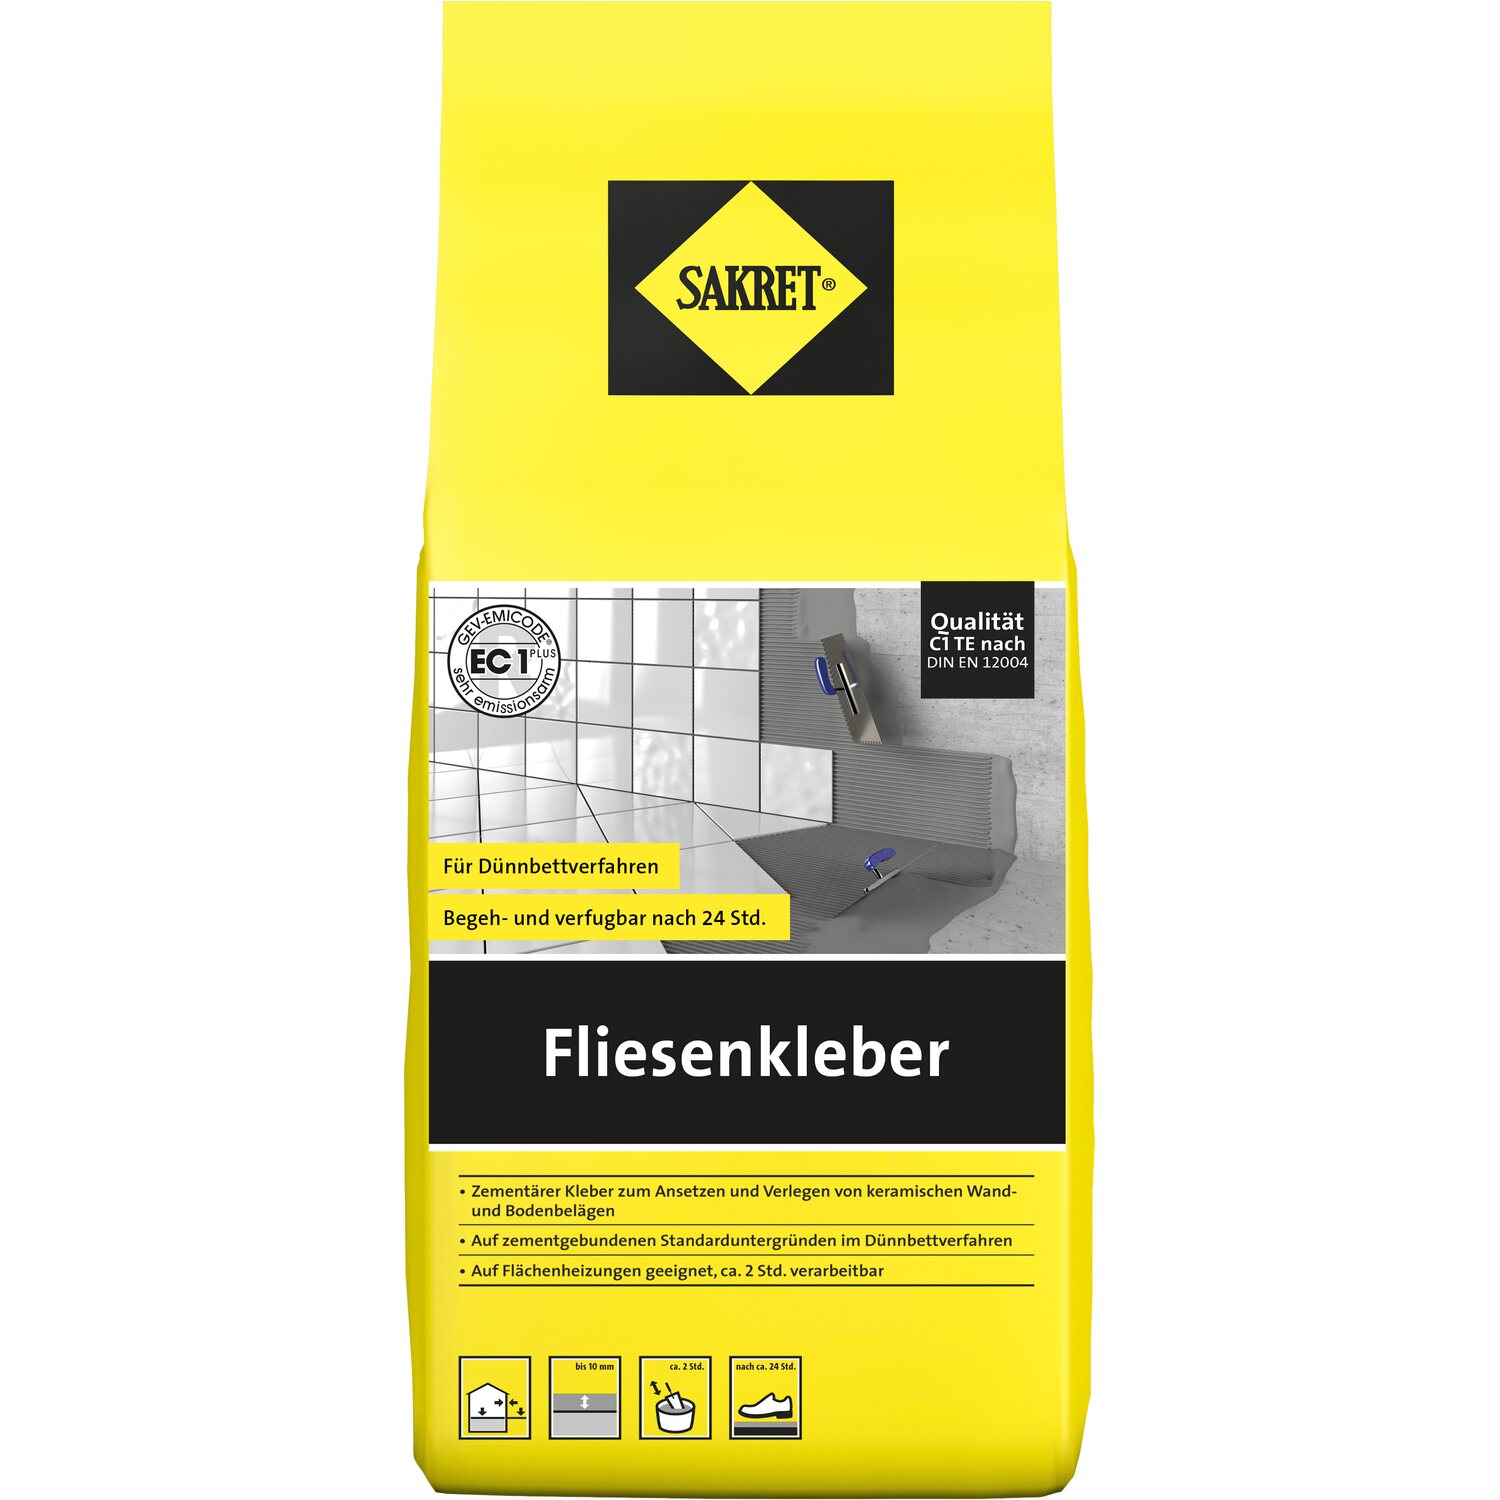 SAKRET®
GEV-EMICODE®
EC1 PLUS
R
sehr emissionsarm
Qualität
C1 TE nach
DIN EN 12004
Für Dünnbettverfahren
Begeh- und verfugbar nach 24 Std.
Fliesenkleber
• Zementärer Kleber zum Ansetzen und Verlegen von keramischen Wand-
und Bodenbelägen
• Auf zementgebundenen Standarduntergründen im Dünnbettverfahren
• Auf Flächenheizungen geeignet, ca. 2 Std. verarbeitbar
bis 10 mm
ca. 2 Std.
nach ca. 24 Std.